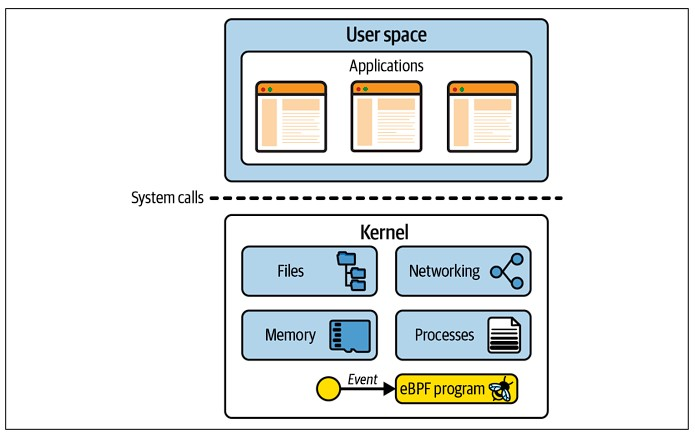 User space
Applications
System calls
Kernel
Files
Networking
Memory
Processes
Event
eBPF program